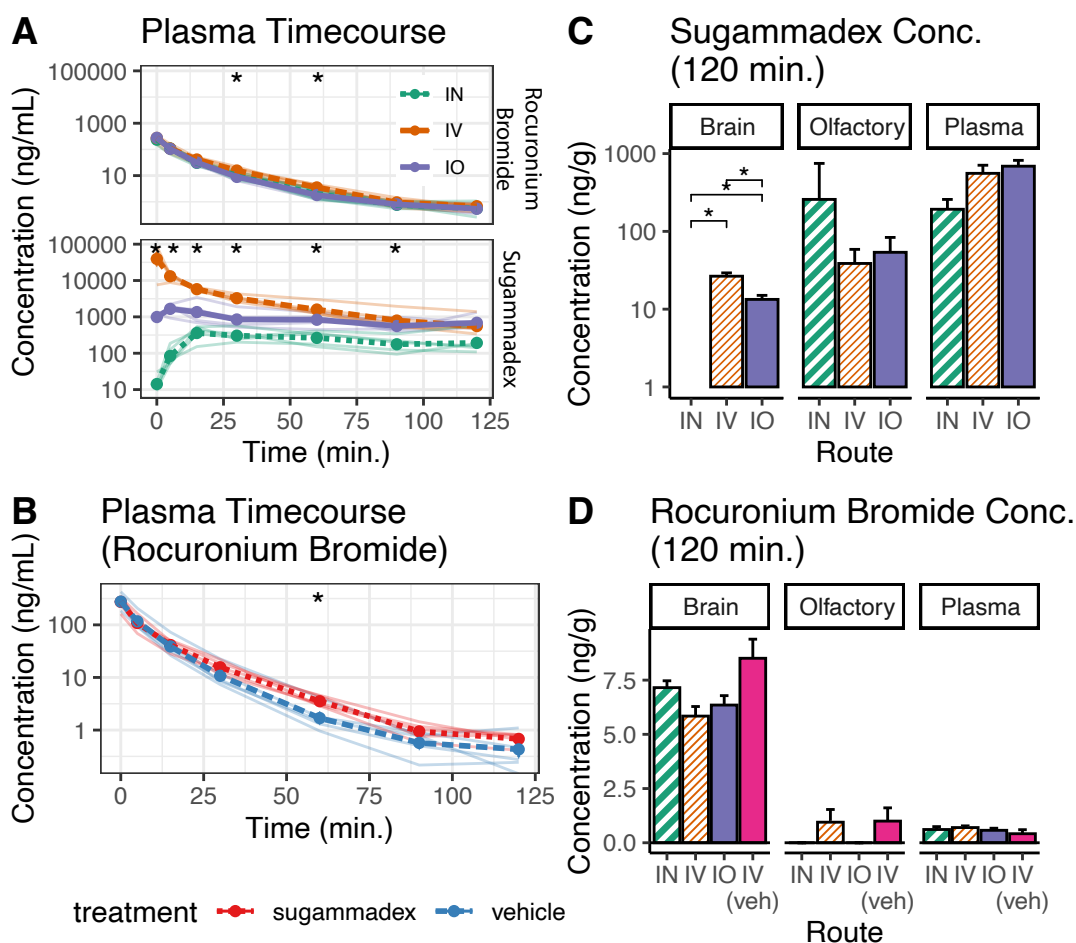 A Plasma Timecourse
Concentration (ng/mL)
100000
1000
10
* *
IN
IV
IO
Rocuronium
Bromide
100000
10000
1000
100
10
* * * * * *
Sugammadex
0 25 50 75 100 125
Time (min.)
B Plasma Timecourse
(Rocuronium Bromide)
Concentration (ng/mL)
100
10
1
*
0 25 50 75 100 125
Time (min.)
treatment sugammadex vehicle
C Sugammadex Conc.
(120 min.)
Brain Olfactory Plasma
Concentration (ng/g)
1000
100
10
1
*
*
*
IN IV IO IN IV IO IN IV IO
Route
D Rocuronium Bromide Conc.
(120 min.)
Brain Olfactory Plasma
Concentration (ng/g)
7.5
5.0
2.5
0.0
IN IV IO IV IN IV IO IV IN IV IO IV
(veh) (veh) (veh)
Route